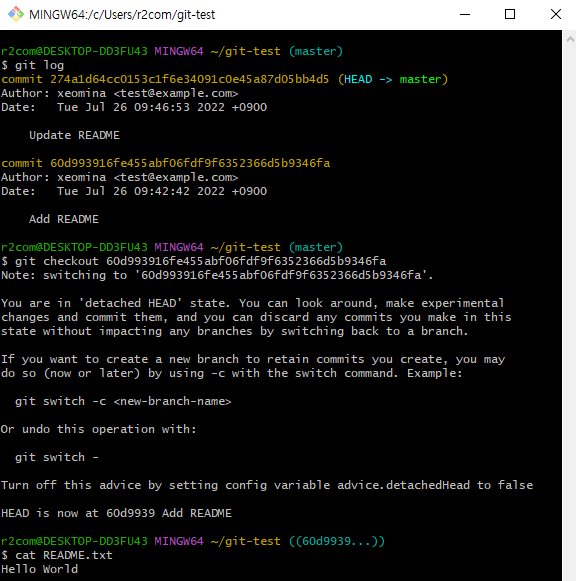 MINGW64:/c/Users/r2com/git-test
r2com@DESKTOP-DD3FU43 MINGW64 ~/git-test (master)
$ git log
commit 274a1d64cc0153c1f6e34091c0e45a87d05bb4d5 (HEAD -> master)
Author: xeomina <test@example.com>
Date:   Tue Jul 26 09:46:53 2022 +0900
    Update README
commit 60d993916fe455abf06fdf9f6352366d5b9346fa
Author: xeomina <test@example.com>
Date:   Tue Jul 26 09:42:42 2022 +0900
    Add README
r2com@DESKTOP-DD3FU43 MINGW64 ~/git-test (master)
$ git checkout 60d993916fe455abf06fdf9f6352366d5b9346fa
Note: switching to '60d993916fe455abf06fdf9f6352366d5b9346fa'.
You are in 'detached HEAD' state. You can look around, make experimental
changes and commit them, and you can discard any commits you make in this
state without impacting any branches by switching back to a branch.
If you want to create a new branch to retain commits you create, you may
do so (now or later) by using -c with the switch command. Example:
  git switch -c <new-branch-name>
Or undo this operation with:
  git switch -
Turn off this advice by setting config variable advice.detachedHead to false
HEAD is now at 60d9939 Add README
r2com@DESKTOP-DD3FU43 MINGW64 ~/git-test ((60d9939...))
$ cat README.txt
Hello World